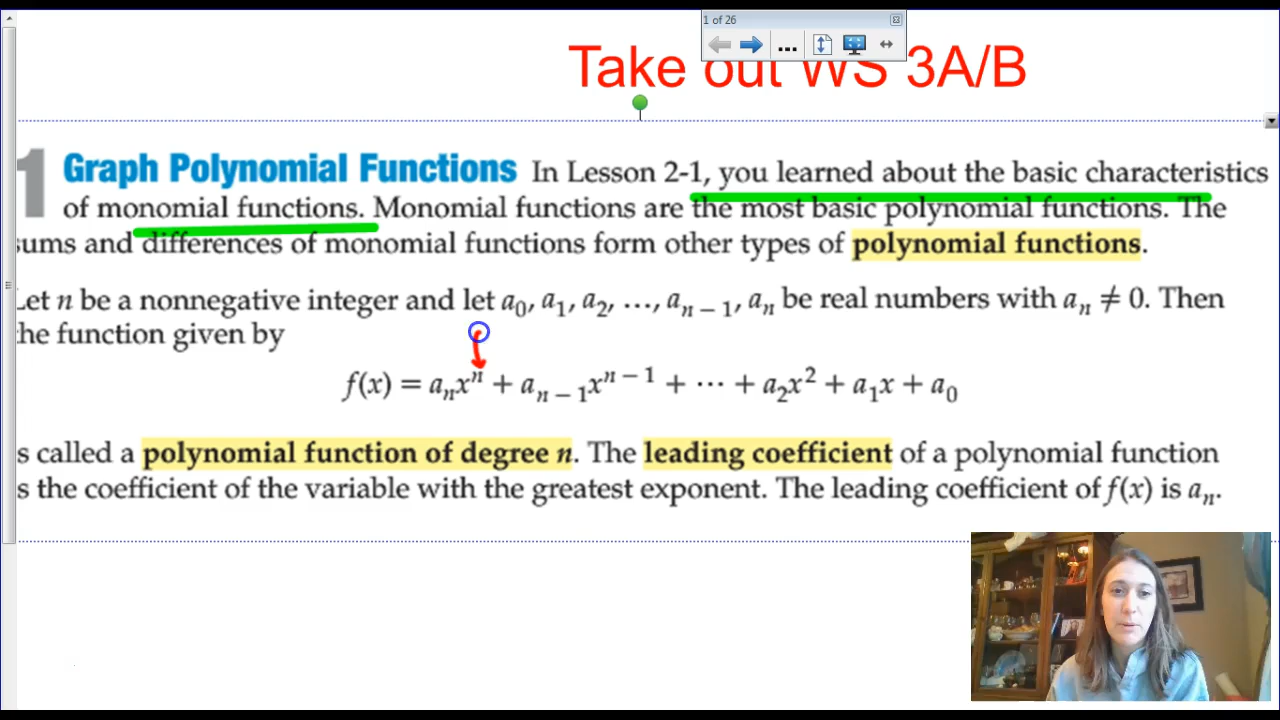 1 of 26
Take out WS 3A/B
1 Graph Polynomial Functions In Lesson 2-1, you learned about the basic characteristics
of monomial functions. Monomial functions are the most basic polynomial functions. The
sums and differences of monomial functions form other types of polynomial functions.
Let n be a nonnegative integer and let a₀, a₁, a₂, …, aₙ₋₁, aₙ be real numbers with aₙ ≠ 0. Then
he function given by
f(x) = aₙxⁿ + aₙ₋₁xⁿ⁻¹ + ⋯ + a₂x² + a₁x + a₀
s called a polynomial function of degree n. The leading coefficient of a polynomial function
s the coefficient of the variable with the greatest exponent. The leading coefficient of f(x) is aₙ.